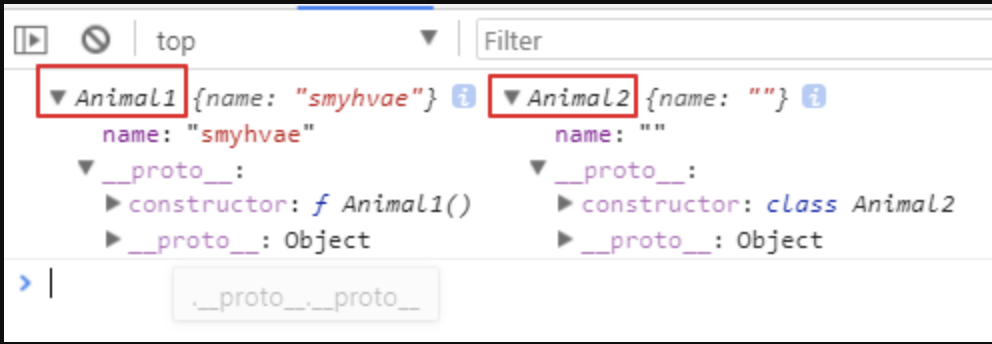 top Filter
Animal1 {name: "smyhvae"} i Animal2 {name: ""} i
name: "smyhvae" name: ""
__proto__: __proto__:
constructor: ƒ Animal1() constructor: class Animal2
__proto__: Object __proto__: Object
.__proto__.__proto__